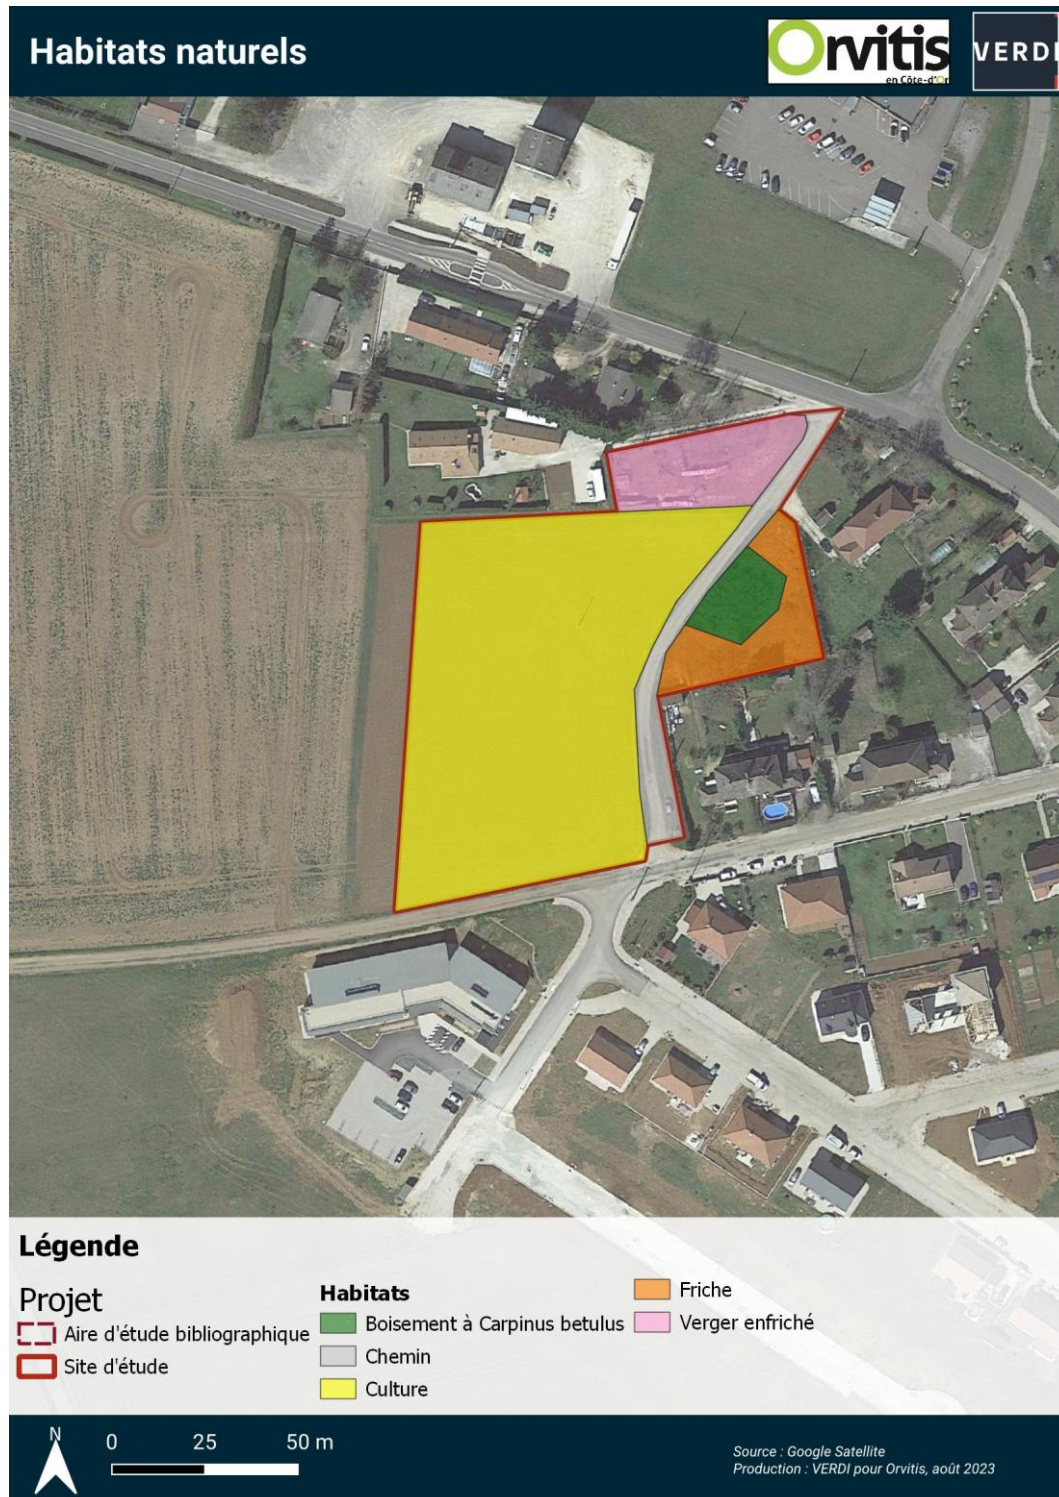 Habitats naturels
Orvitis
en Côte-d'Or
VERDI
Légende
Projet
Aire d'étude bibliographique
Site d'étude
Habitats
Boisement à Carpinus betulus
Chemin
Culture
Friche
Verger enfriché
N
0 25 50 m
Source : Google Satellite
Production : VERDI pour Orvitis, août 2023